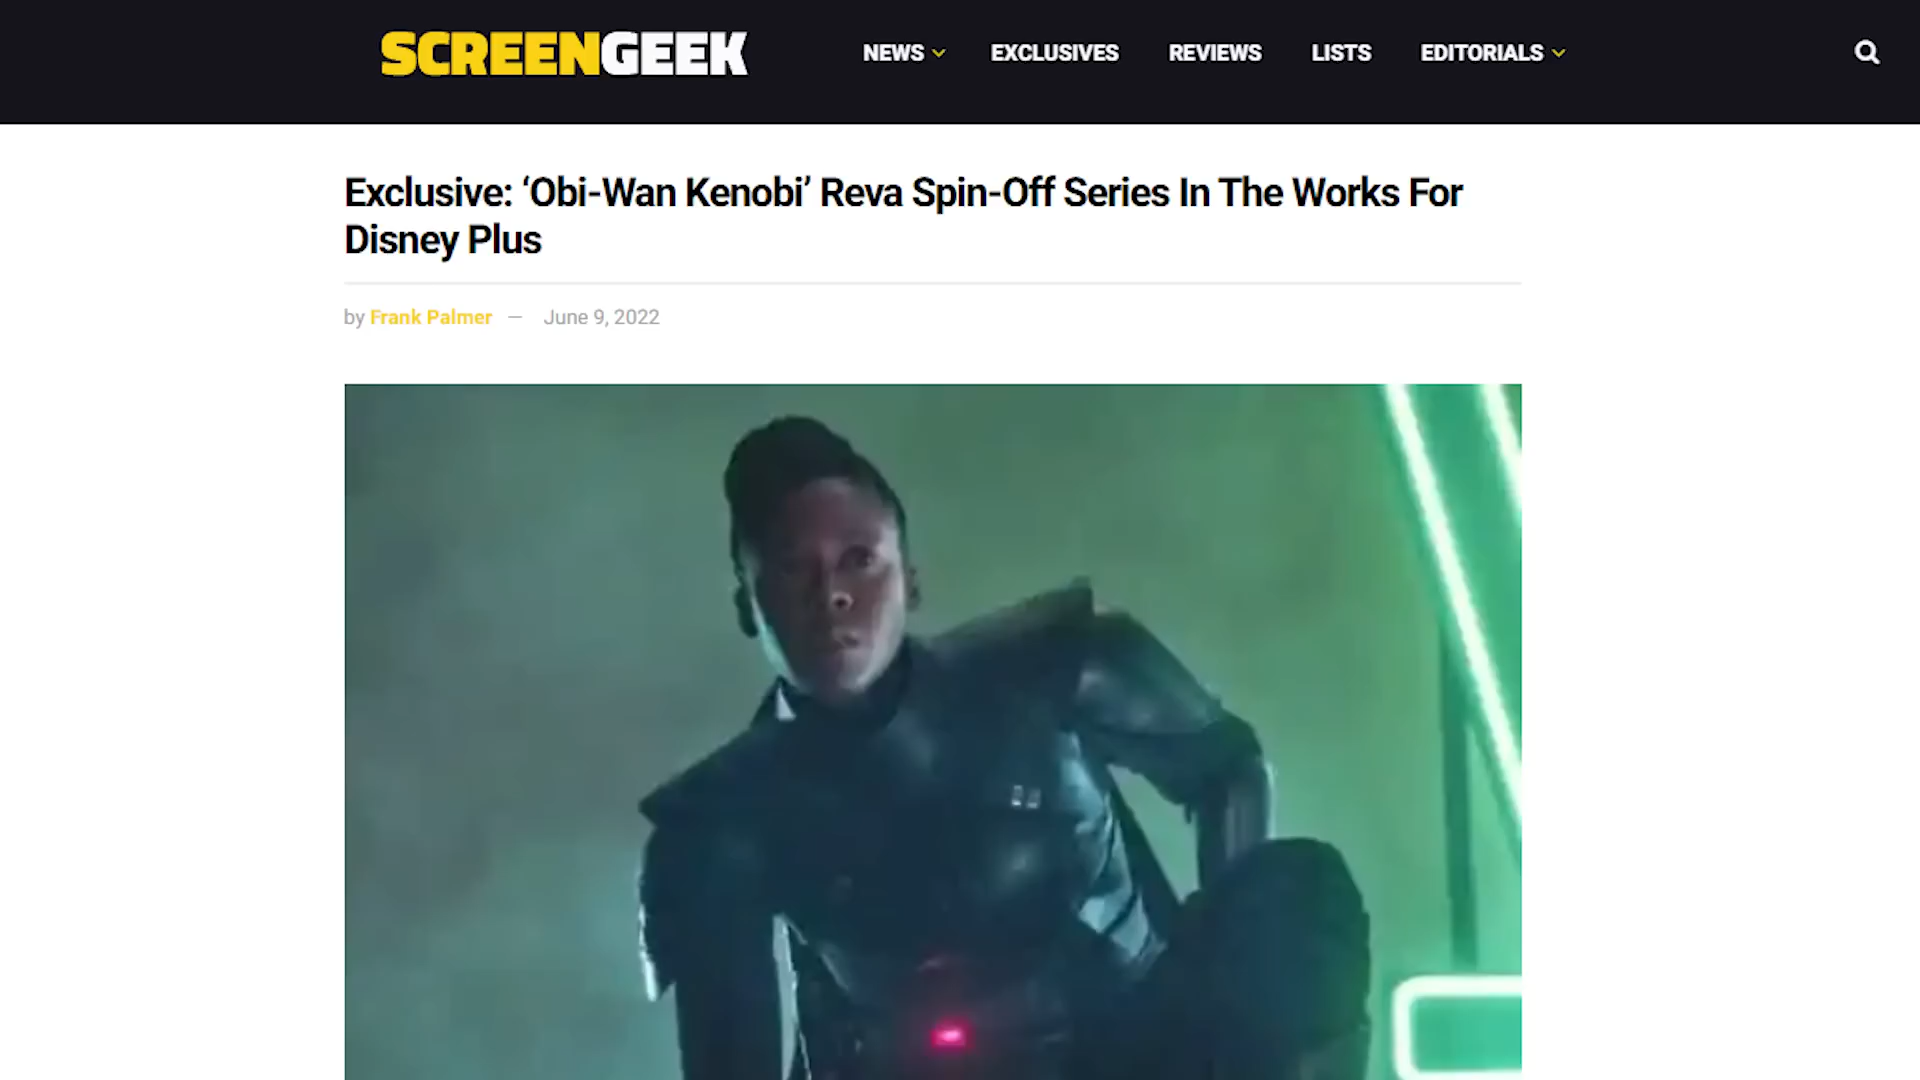 SCREENGEEK
NEWS EXCLUSIVES REVIEWS LISTS EDITORIALS
Exclusive: ‘Obi-Wan Kenobi’ Reva Spin-Off Series In The Works For
Disney Plus
by Frank Palmer — June 9, 2022